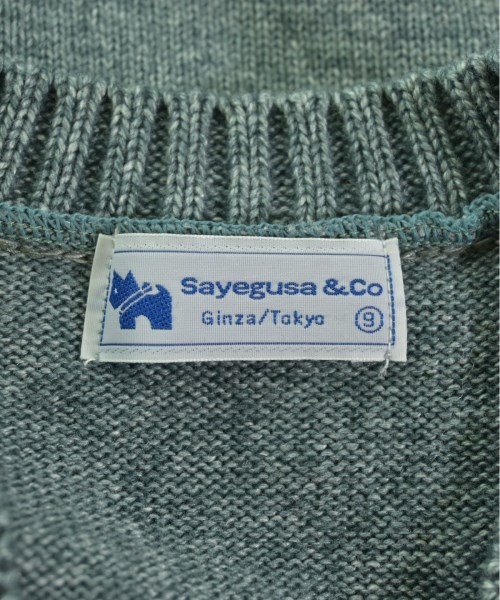 Sayegusa &Co
Ginza/Tokyo ⑨